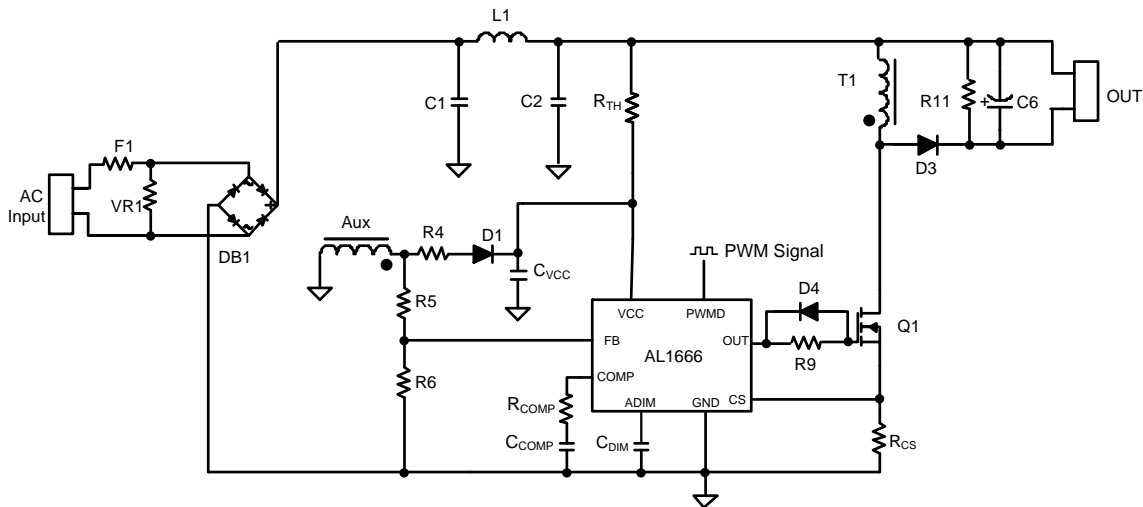 L1
T1
C1
C2
RTH
R11
+
C6
OUT
F1
D3
AC
Input
VR1
Aux
R4
D1
DB1
CVCC
PWM Signal
D4
R5
VCC
PWMD
Q1
FB
OUT
AL1666
R9
R6
COMP
RCOMP
ADIM
GND
CS
CCOMP
CDIM
RCS